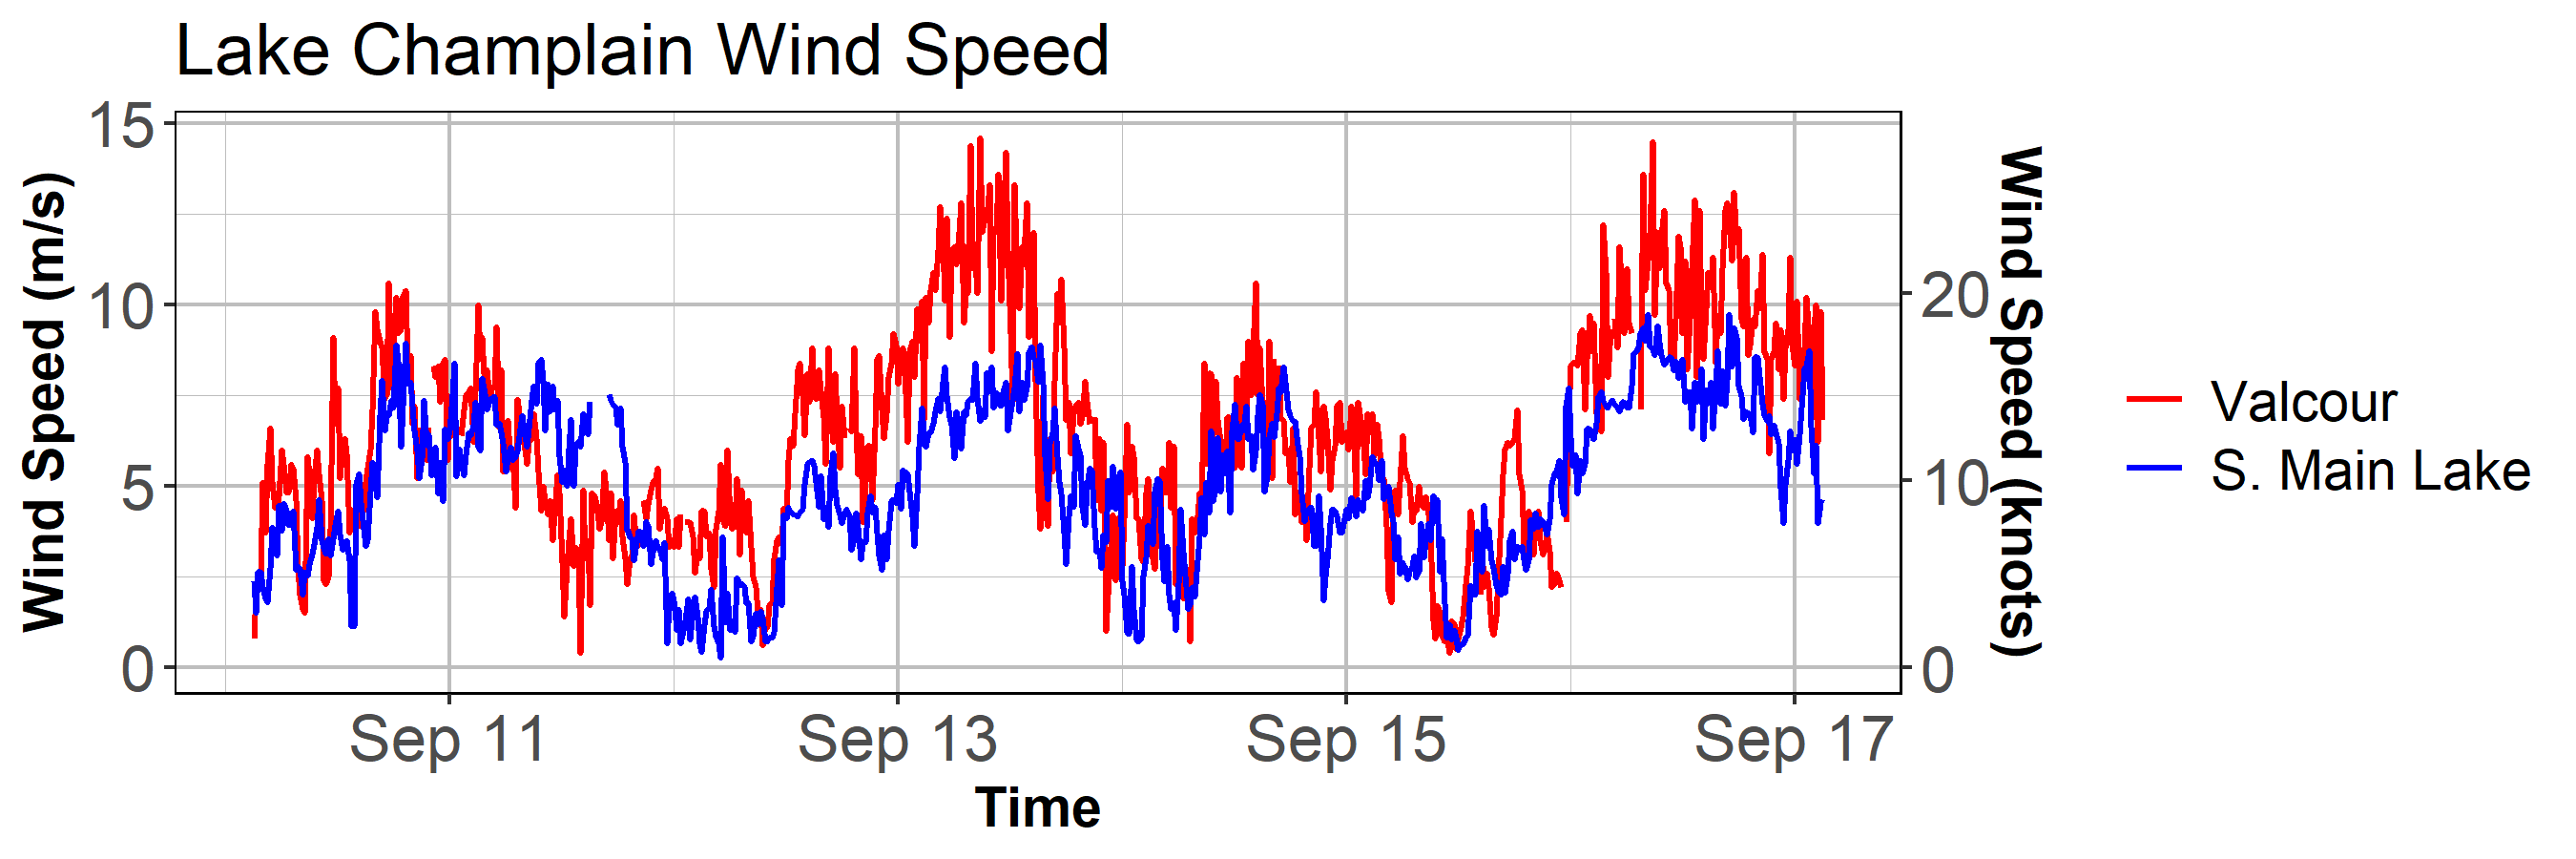 Lake Champlain Wind Speed
Wind Speed (m/s)
15
10
5
0
Sep 11
Sep 13
Sep 15
Sep 17
Time
20
10
0
Wind Speed (knots)
Valcour
S. Main Lake